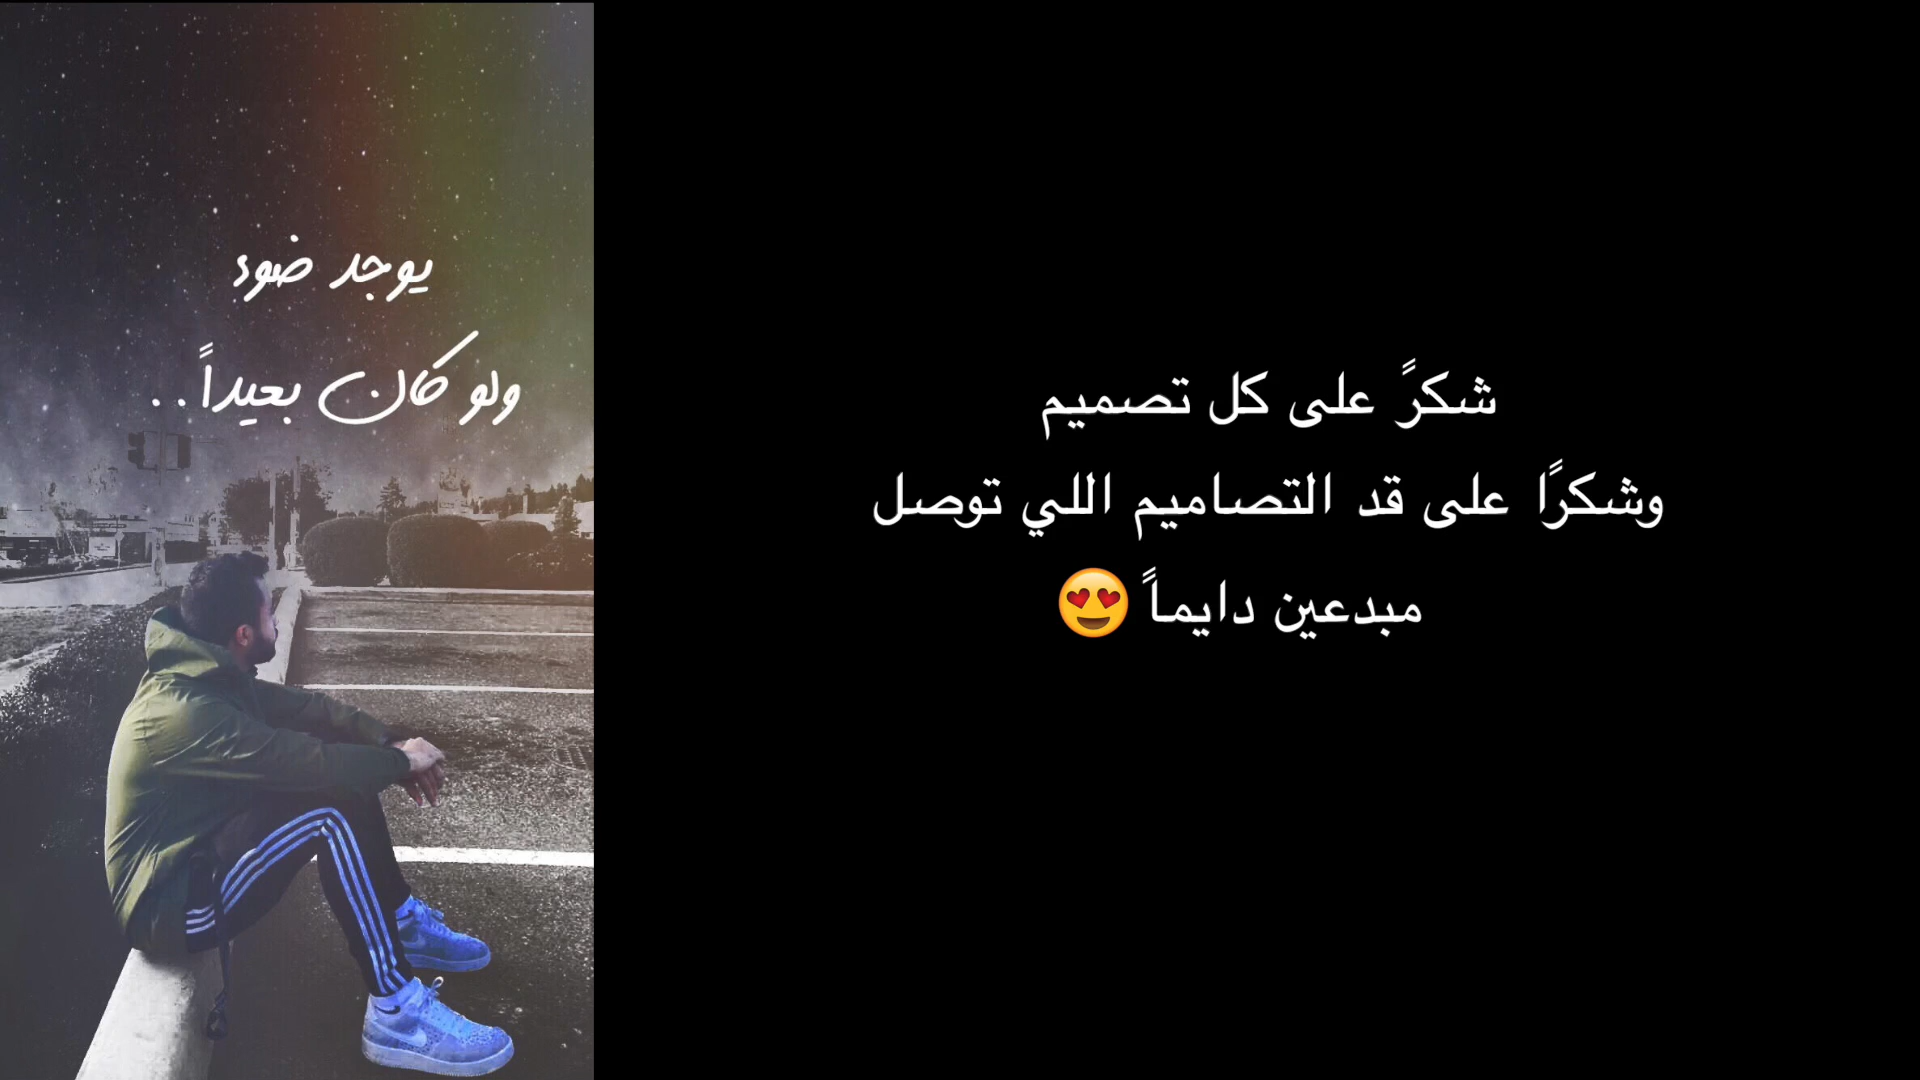 يوجد ضوء
ولو كان بعيداً..
شكرً على كل تصميم
وشكرًا على قد التصاميم اللي توصل
مبدعين دايماً 😍